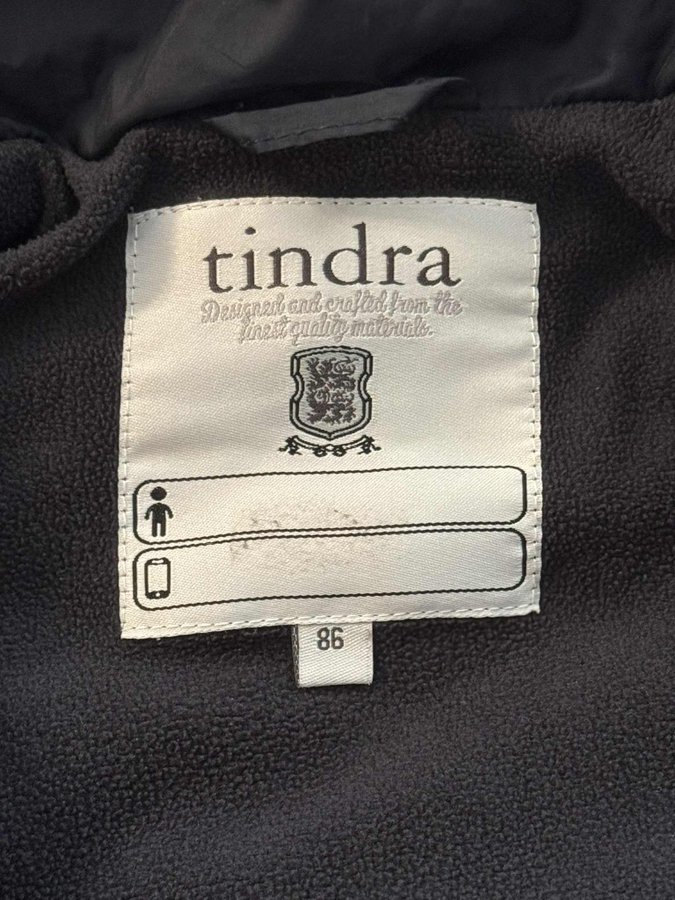 tindra
Designed and crafted from the
finest quality materials.
86